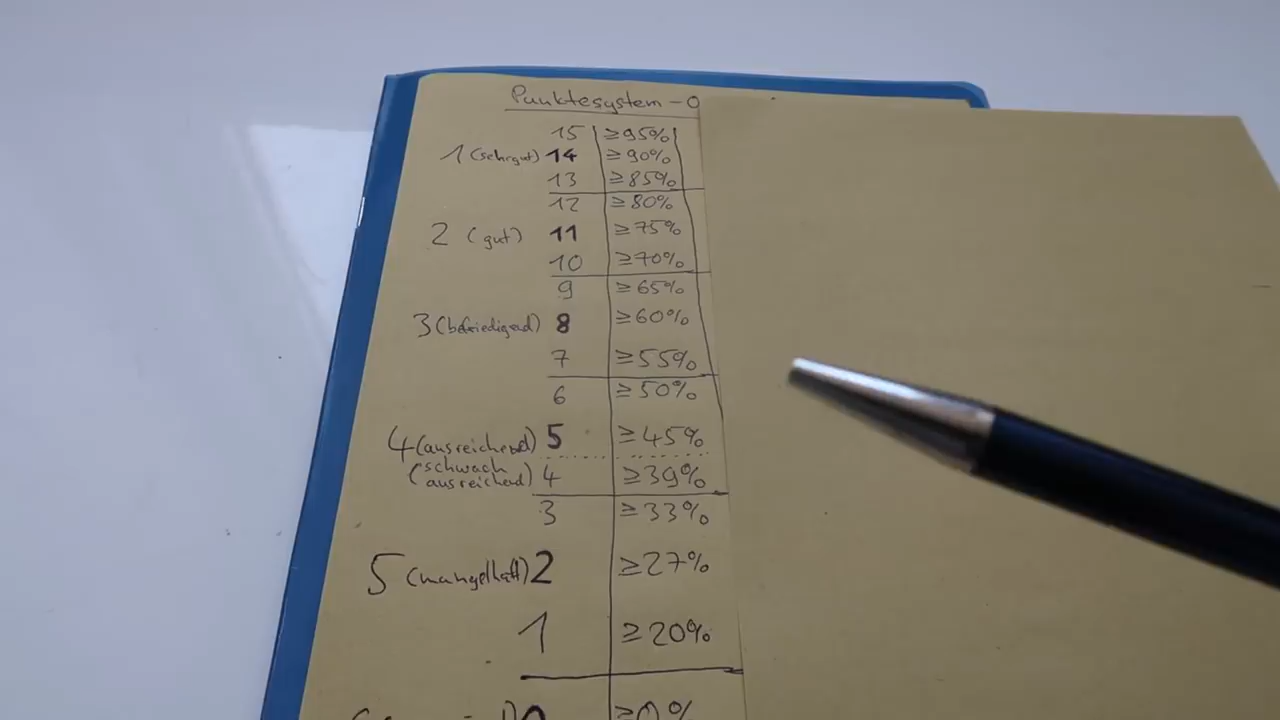 Punktesystem - O
15 ≥95%
1 (sehr gut) 14 ≥90%
13 ≥85%
12 ≥80%
2 (gut) 11 ≥75%
10 ≥70%
9 ≥65%
3 (befriedigend) 8 ≥60%
7 ≥55%
6 ≥50%
4 (ausreichend) 5 ≥45%
(schwach
ausreichend) 4 ≥39%
3 ≥33%
5 (mangelhaft) 2 ≥27%
1 ≥20%
0 ≥0%